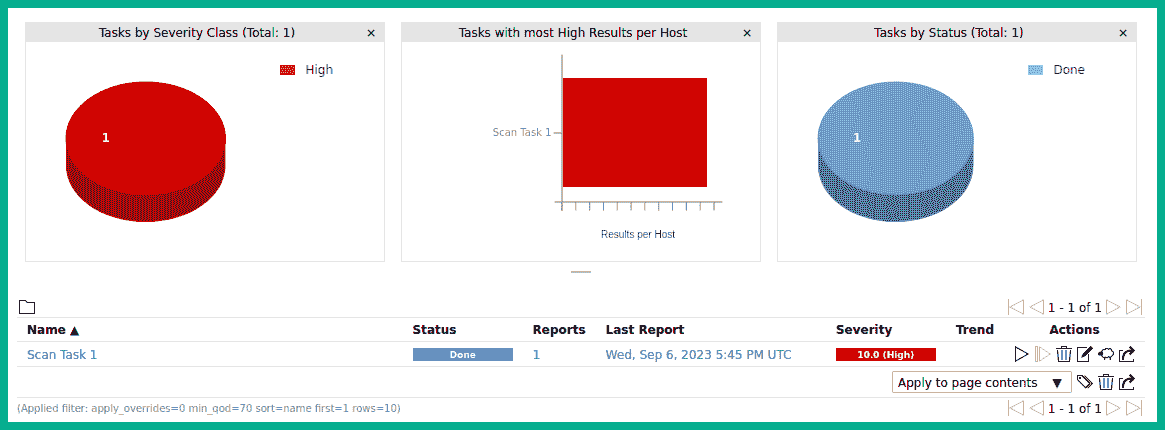 Tasks by Severity Class (Total: 1) ×
High
1
Tasks with most High Results per Host ×
Scan Task 1
Results per Host
Tasks by Status (Total: 1) ×
Done
1
1 - 1 of 1
Name ▲ Status Reports Last Report Severity Trend Actions
Scan Task 1 Done 1 Wed, Sep 6, 2023 5:45 PM UTC 10.0 (High)
Apply to page contents ▼
(Applied filter: apply_overrides=0 min_qod=70 sort=name first=1 rows=10) 1 - 1 of 1